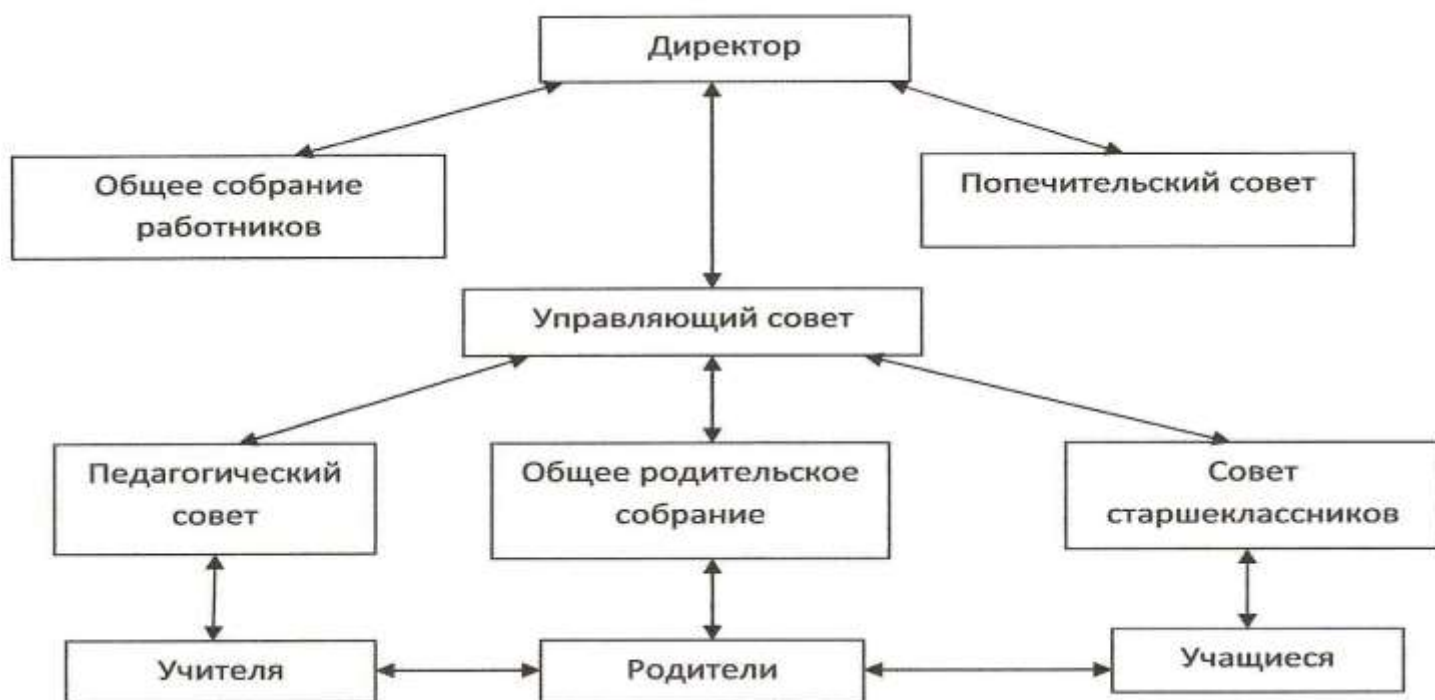 Директор
Общее собрание
работников
Попечительский совет
Управляющий совет
Педагогический
совет
Общее родительское
собрание
Совет
старшеклассников
Учителя
Родители
Учащиеся